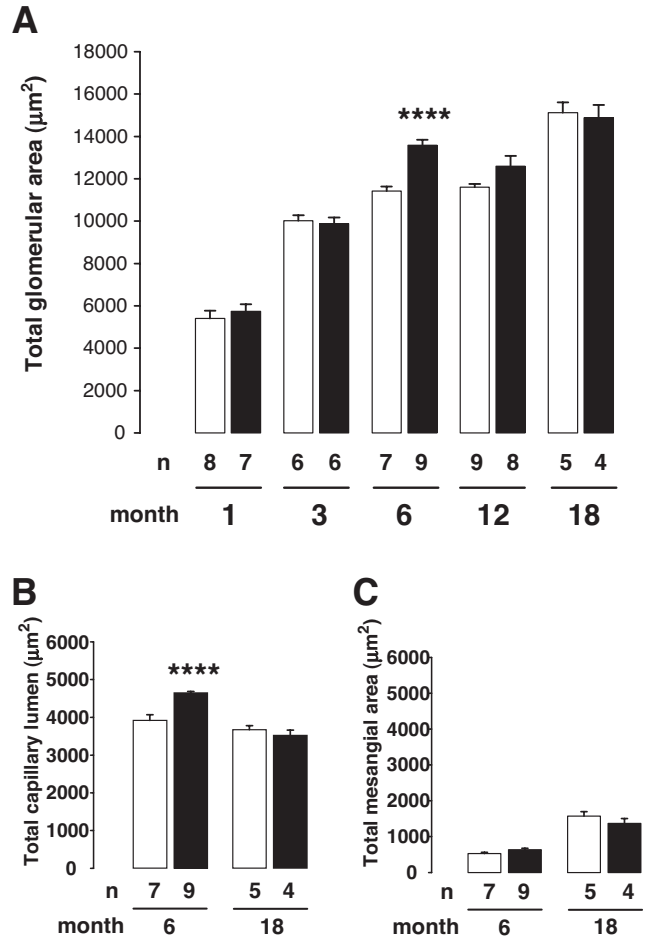 A
Total glomerular area (μm²)
18000
16000
14000
12000
10000
8000
6000
4000
2000
0
****
n 8 7 6 6 7 9 9 8 5 4
month 1 3 6 12 18
B
Total capillary lumen (μm²)
6000
5000
4000
3000
2000
1000
0
****
n 7 9 5 4
month 6 18
C
Total mesangial area (μm²)
6000
5000
4000
3000
2000
1000
0
n 7 9 5 4
month 6 18